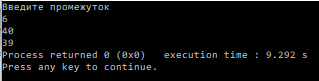 Введите промежуток
6
40
39
Process returned 0 (0x0)   execution time : 9.292 s
Press any key to continue.